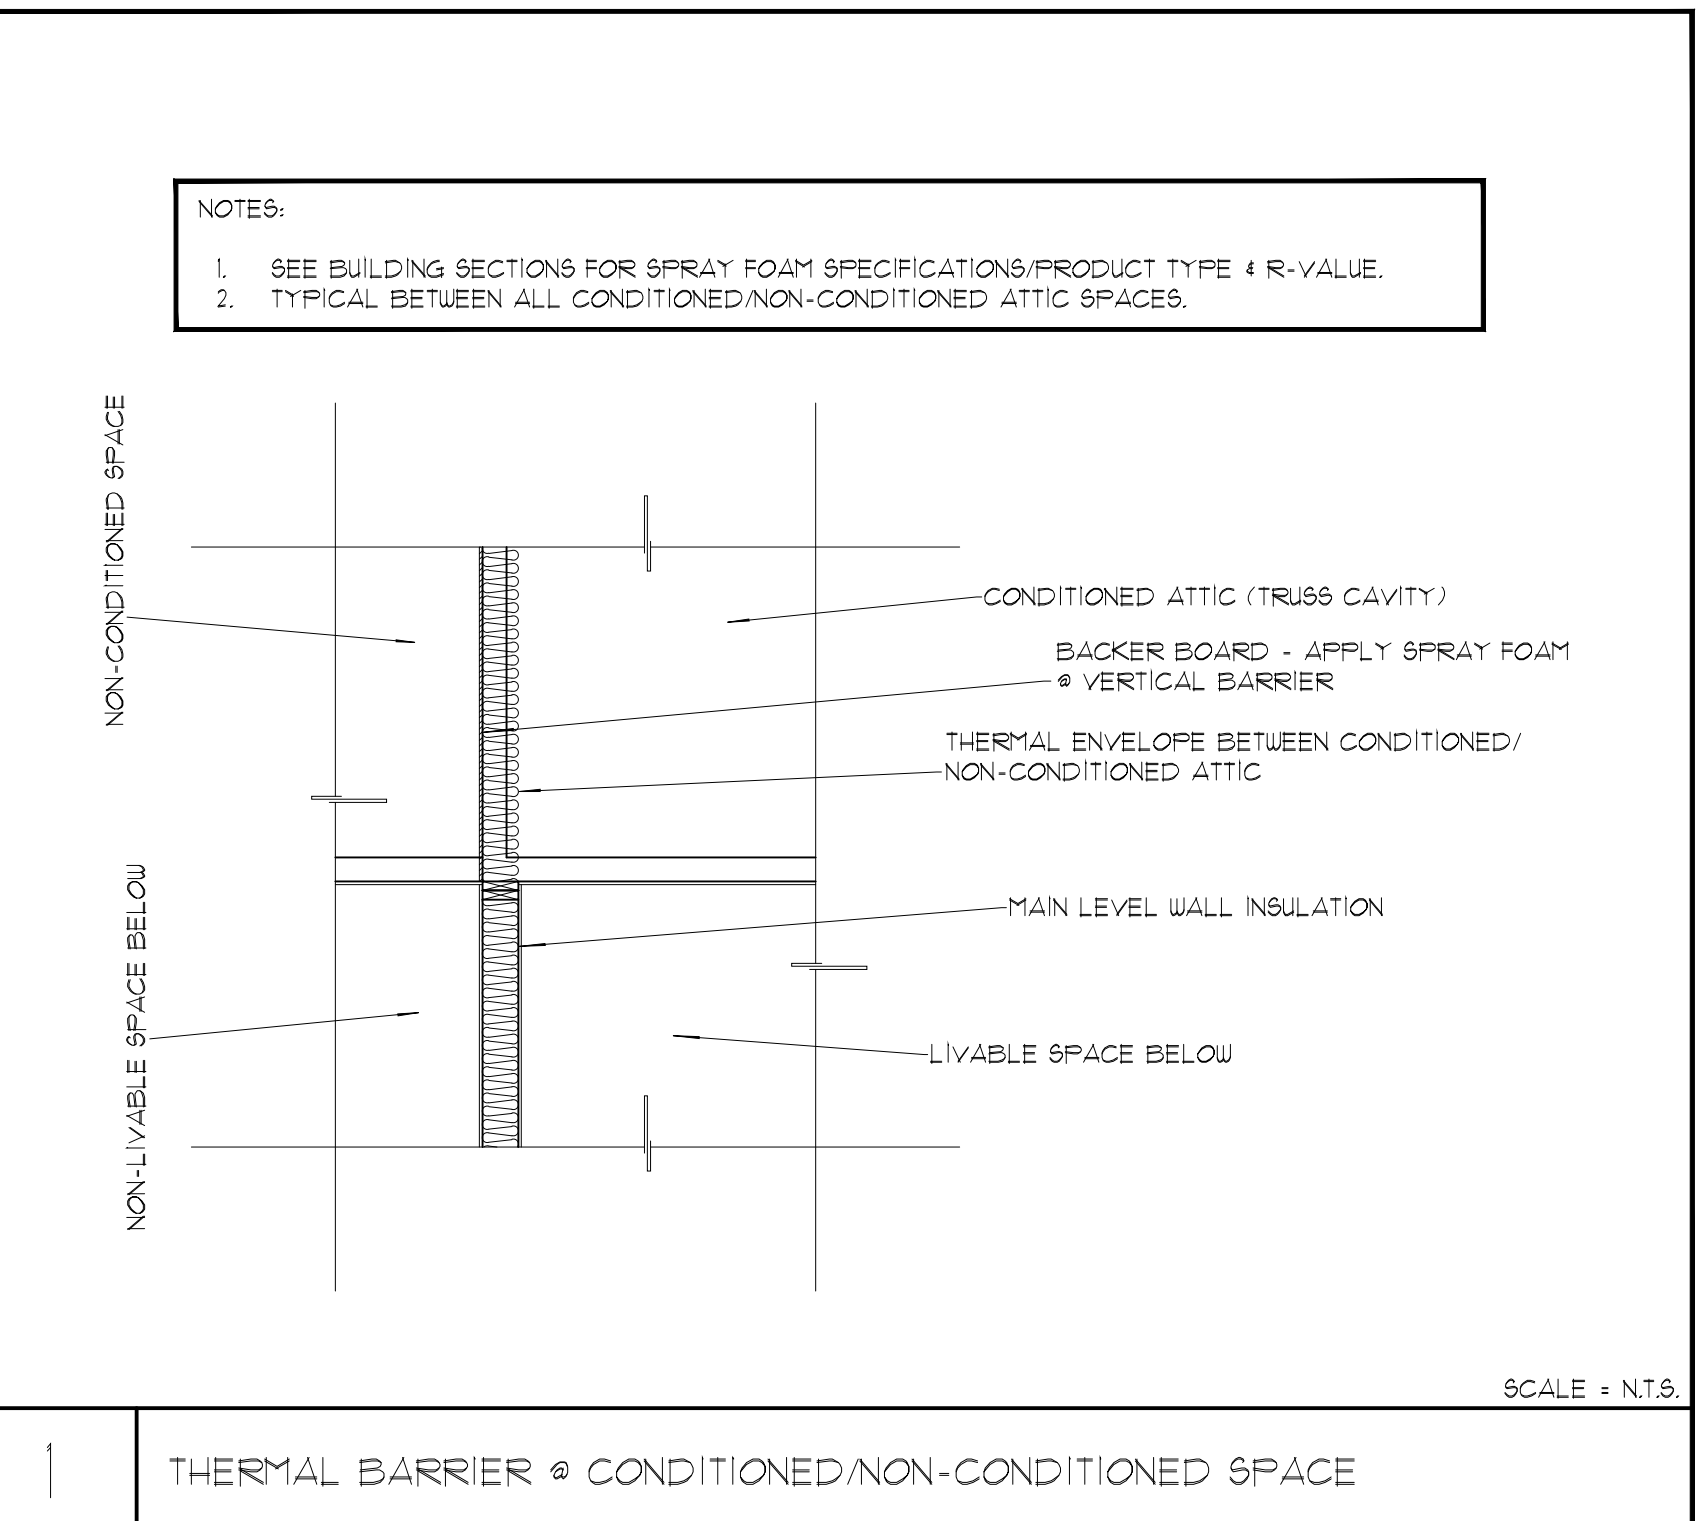 NOTES:
1. SEE BUILDING SECTIONS FOR SPRAY FOAM SPECIFICATIONS/PRODUCT TYPE & R-VALUE.
2. TYPICAL BETWEEN ALL CONDITIONED/NON-CONDITIONED ATTIC SPACES.
NON-CONDITIONED SPACE
CONDITIONED ATTIC (TRUSS CAVITY)
BACKER BOARD - APPLY SPRAY FOAM
@ VERTICAL BARRIER
THERMAL ENVELOPE BETWEEN CONDITIONED/
NON-CONDITIONED ATTIC
NON-LIVABLE SPACE BELOW
MAIN LEVEL WALL INSULATION
LIVABLE SPACE BELOW
SCALE = N.T.S.
1
THERMAL BARRIER @ CONDITIONED/NON-CONDITIONED SPACE